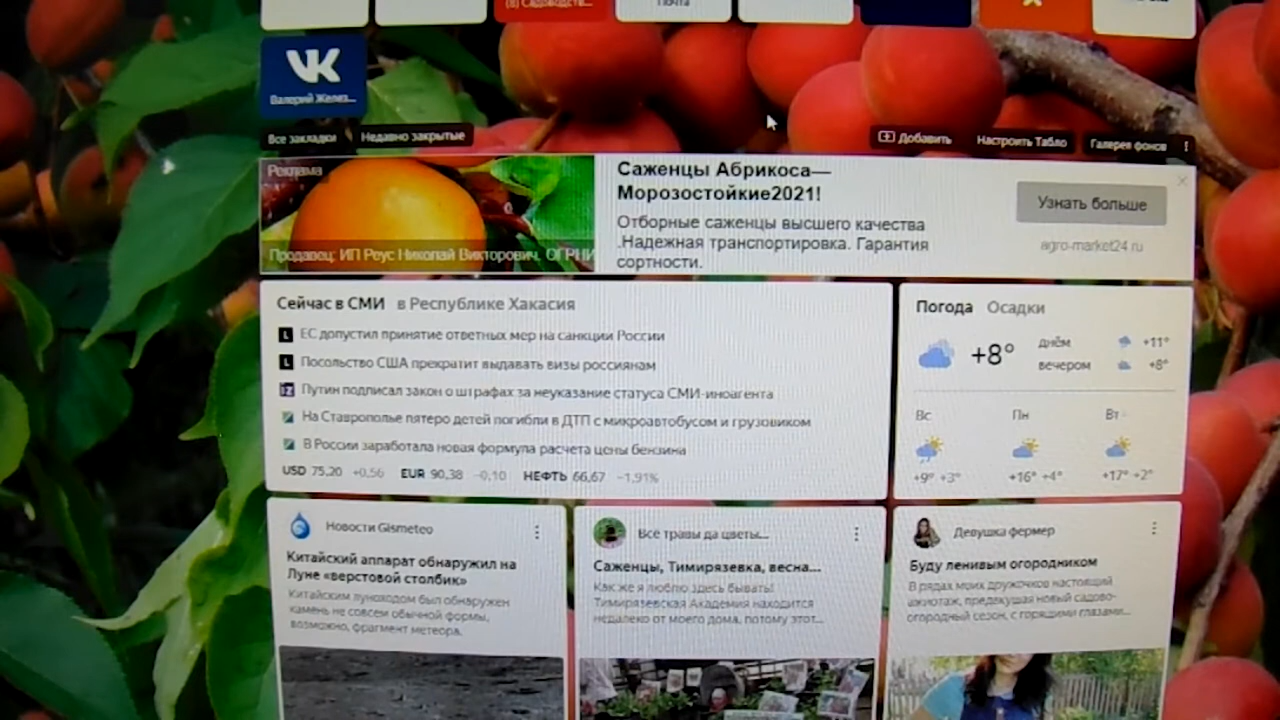 (8) Садоводств...
Почта
VK
Валерий Желез...
Все закладки
Недавно закрытые
Добавить
Настроить Табло
Галерея фонов
Реклама
Продавец: ИП Реус Николай Викторович. ОГРНИ
Саженцы Абрикоса—
Морозостойкие2021!
Отборные саженцы высшего качества
.Надежная транспортировка. Гарантия
сортности.
Узнать больше
agro-market24.ru
Сейчас в СМИ в Республике Хакасия
ЕС допустил принятие ответных мер на санкции России
Посольство США прекратит выдавать визы россиянам
Путин подписал закон о штрафах за неуказание статуса СМИ-иноагента
На Ставрополье пятеро детей погибли в ДТП с микроавтобусом и грузовиком
В России заработала новая формула расчета цены бензина
USD 75,20 +0,56 EUR 90,38 −0,10 НЕФТЬ 66,67 −1,91%
Погода Осадки
+8°
днём +11°
вечером +8°
Вс Пн Вт
+9° +3° +16° +4° +17° +2°
Новости Gismeteo
Китайский аппарат обнаружил на
Луне «верстовой столбик»
Китайским луноходом был обнаружен
камень не совсем обычной формы,
возможно, фрагмент метеора.
Все травы да цветы...
Саженцы, Тимирязевка, весна...
Как же я люблю здесь бывать!
Тимирязевская Академия находится
недалеко от моего дома, потому этот...
Девушка фермер
Буду ленивым огородником
В рядах моих дружочков настоящий
ажиотаж, предвкушая новый садово-
огородный сезон, с горящими глазами...